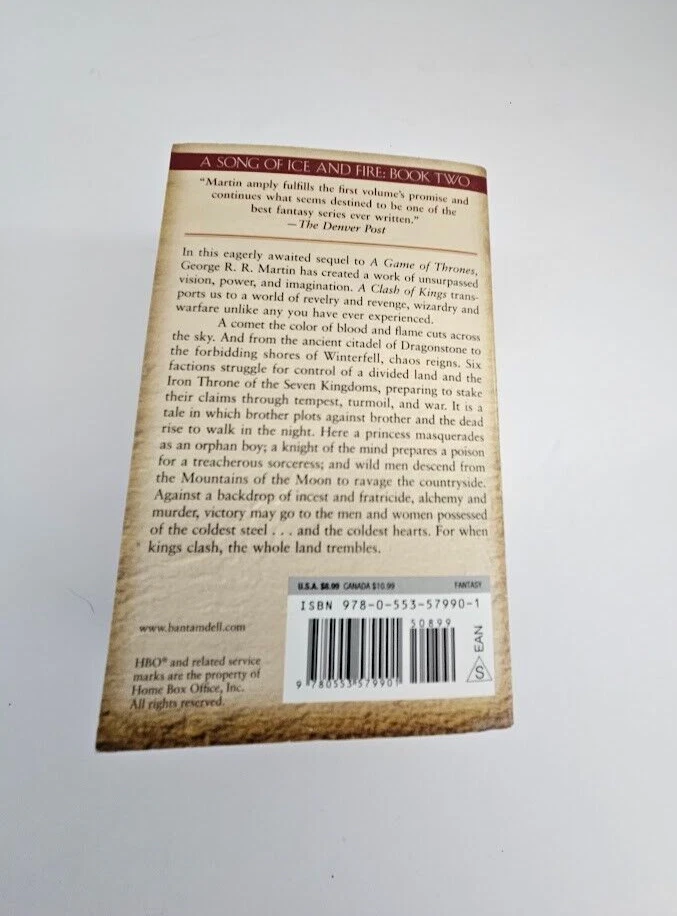 A SONG OF ICE AND FIRE: BOOK TWO
“Martin amply fulfills the first volume’s promise and
continues what seems destined to be one of the
best fantasy series ever written.”
—The Denver Post
In this eagerly awaited sequel to A Game of Thrones,
George R. R. Martin has created a work of unsurpassed
vision, power, and imagination. A Clash of Kings trans-
ports us to a world of revelry and revenge, wizardry and
warfare unlike any you have ever experienced.
A comet the color of blood and flame cuts across
the sky. And from the ancient citadel of Dragonstone to
the forbidding shores of Winterfell, chaos reigns. Six
factions struggle for control of a divided land and the
Iron Throne of the Seven Kingdoms, preparing to stake
their claims through tempest, turmoil, and war. It is a
tale in which brother plots against brother and the dead
rise to walk in the night. Here a princess masquerades
as an orphan boy; a knight of the mind prepares a poison
for a treacherous sorceress; and wild men descend from
the Mountains of the Moon to ravage the countryside.
Against a backdrop of incest and fratricide, alchemy and
murder, victory may go to the men and women possessed
of the coldest steel . . . and the coldest hearts. For when
kings clash, the whole land trembles.
www.bantamdell.com
HBO® and related service
marks are the property of
Home Box Office, Inc.
All rights reserved.
U.S.A. $8.99 CANADA $10.99 FANTASY
ISBN 978-0-553-57990-1
50899
9 780553 579901
EAN
S